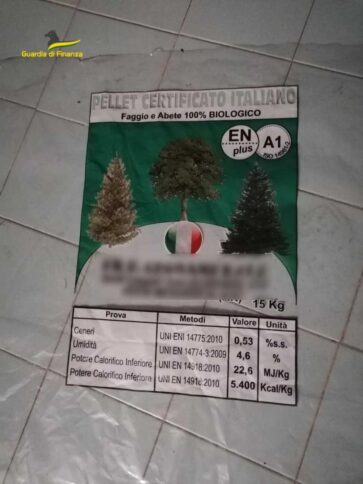 Guardia di Finanza
PELLET CERTIFICATO ITALIANO
Faggio e Abete 100% BIOLOGICO
EN plus A1
15 Kg
Prova Metodi Valore Unità
Ceneri UNI ENI 14775:2010 0,53 %s.s.
Umidità UNI EN 14774-3:2009 4,6 %
Potere Calorifico Inferiore UNI EN 14918:2010 22,6 MJ/Kg
Potere Calorifico Inferiore UNI EN 14918:2010 5.400 Kcal/Kg